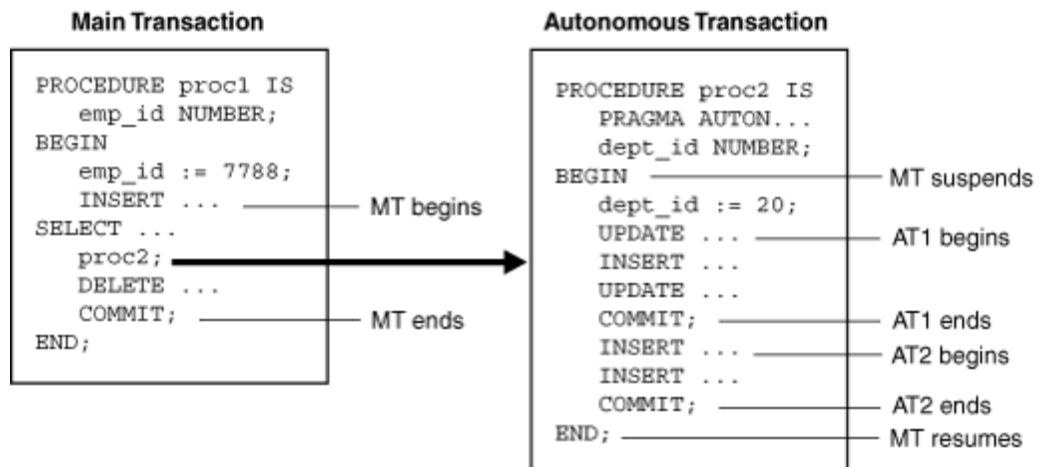 Main Transaction
PROCEDURE proc1 IS
emp_id NUMBER;
BEGIN
emp_id := 7788;
INSERT ...
SELECT ...
proc2;
DELETE ...
COMMIT;
END;
MT begins
MT ends
Autonomous Transaction
PROCEDURE proc2 IS
PRAGMA AUTON...
dept_id NUMBER;
BEGIN
dept_id := 20;
UPDATE ...
INSERT ...
UPDATE ...
COMMIT;
INSERT ...
INSERT ...
COMMIT;
END;
MT suspends
AT1 begins
AT1 ends
AT2 begins
AT2 ends
MT resumes